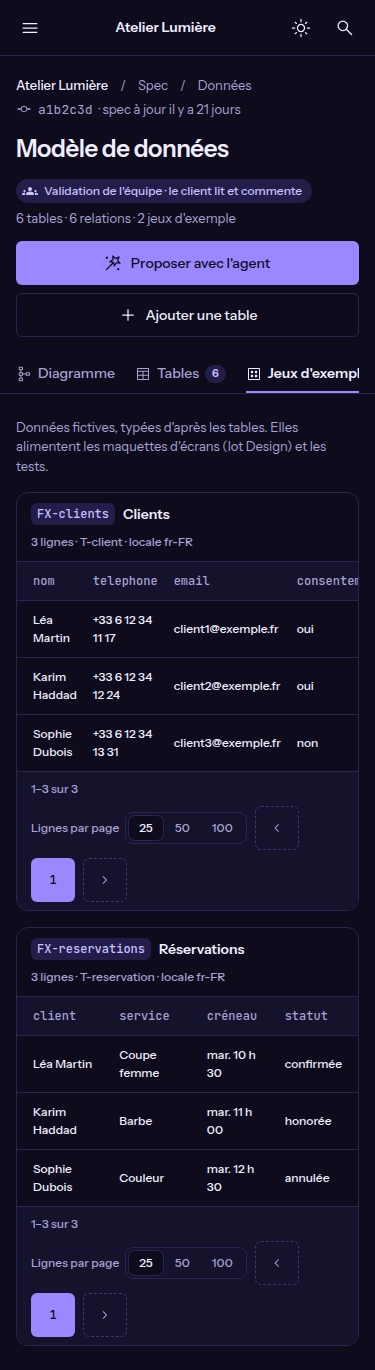 Atelier Lumière
Atelier Lumière / Spec / Données
a1b2c3d · spec à jour il y a 21 jours
Modèle de données
Validation de l'équipe · le client lit et commente
6 tables · 6 relations · 2 jeux d'exemple
Proposer avec l'agent
Ajouter une table
Diagramme Tables 6 Jeux d'exempl
Données fictives, typées d'après les tables. Elles
alimentent les maquettes d'écrans (lot Design) et les
tests.
FX-clients Clients
3 lignes · T-client · locale fr-FR
nom telephone email consentem
Léa Martin +33 6 12 34 11 17 client1@exemple.fr oui
Karim Haddad +33 6 12 34 12 24 client2@exemple.fr oui
Sophie Dubois +33 6 12 34 13 31 client3@exemple.fr non
1–3 sur 3
Lignes par page 25 50 100
1
FX-reservations Réservations
3 lignes · T-reservation · locale fr-FR
client service créneau statut
Léa Martin Coupe femme mar. 10 h 30 confirmée
Karim Haddad Barbe mar. 11 h 00 honorée
Sophie Dubois Couleur mar. 12 h 30 annulée
1–3 sur 3
Lignes par page 25 50 100
1